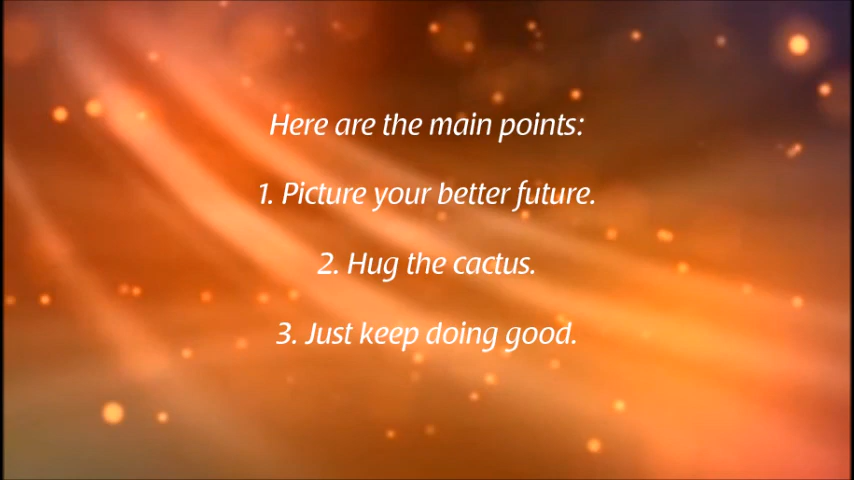 Here are the main points:
1. Picture your better future.
2. Hug the cactus.
3. Just keep doing good.